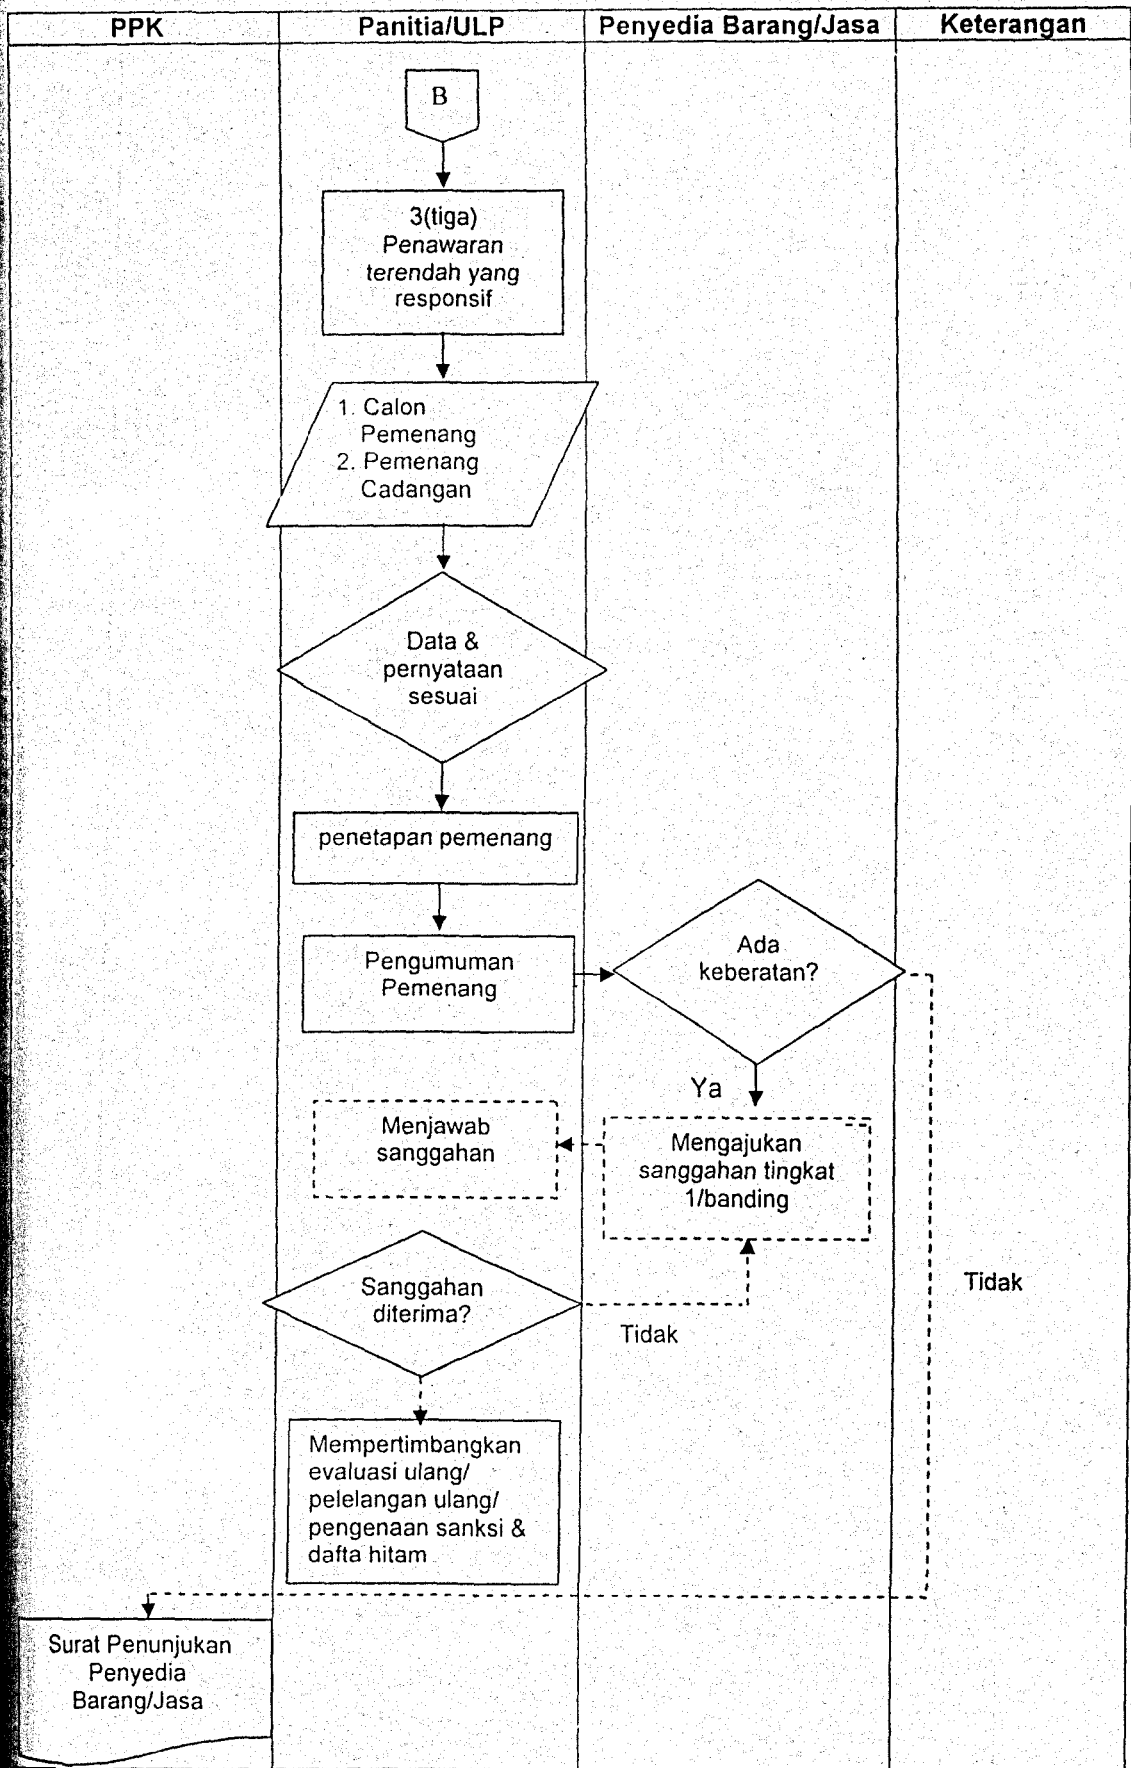 PPK
Panitia/ULP
Penyedia Barang/Jasa
Keterangan
B
3(tiga)
Penawaran
terendah yang
responsif
1. Calon
Pemenang
2. Pemenang
Cadangan
Data &
pernyataan
sesuai
penetapan pemenang
Pengumuman
Pemenang
Ada
keberatan?
Ya
Menjawab
sanggahan
Mengajukan
sanggahan tingkat
1/banding
Sanggahan
diterima?
Tidak
Tidak
Mempertimbangkan
evaluasi ulang/
pelelangan ulang/
pengenaan sanksi &
dafta hitam
Surat Penunjukan
Penyedia
Barang/Jasa